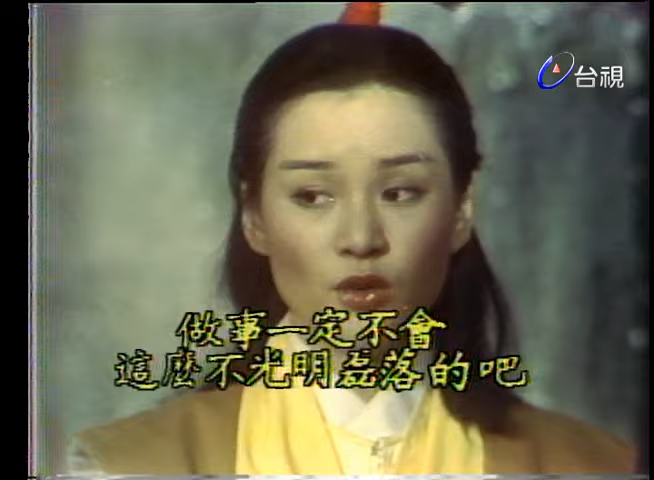 台視
做事一定不會
這麼不光明磊落的吧